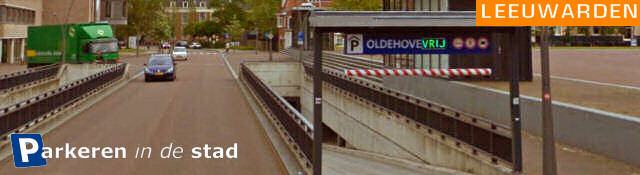 LEEUWARDEN
P OLDEHOVE VRIJ
Parkeren in de stad